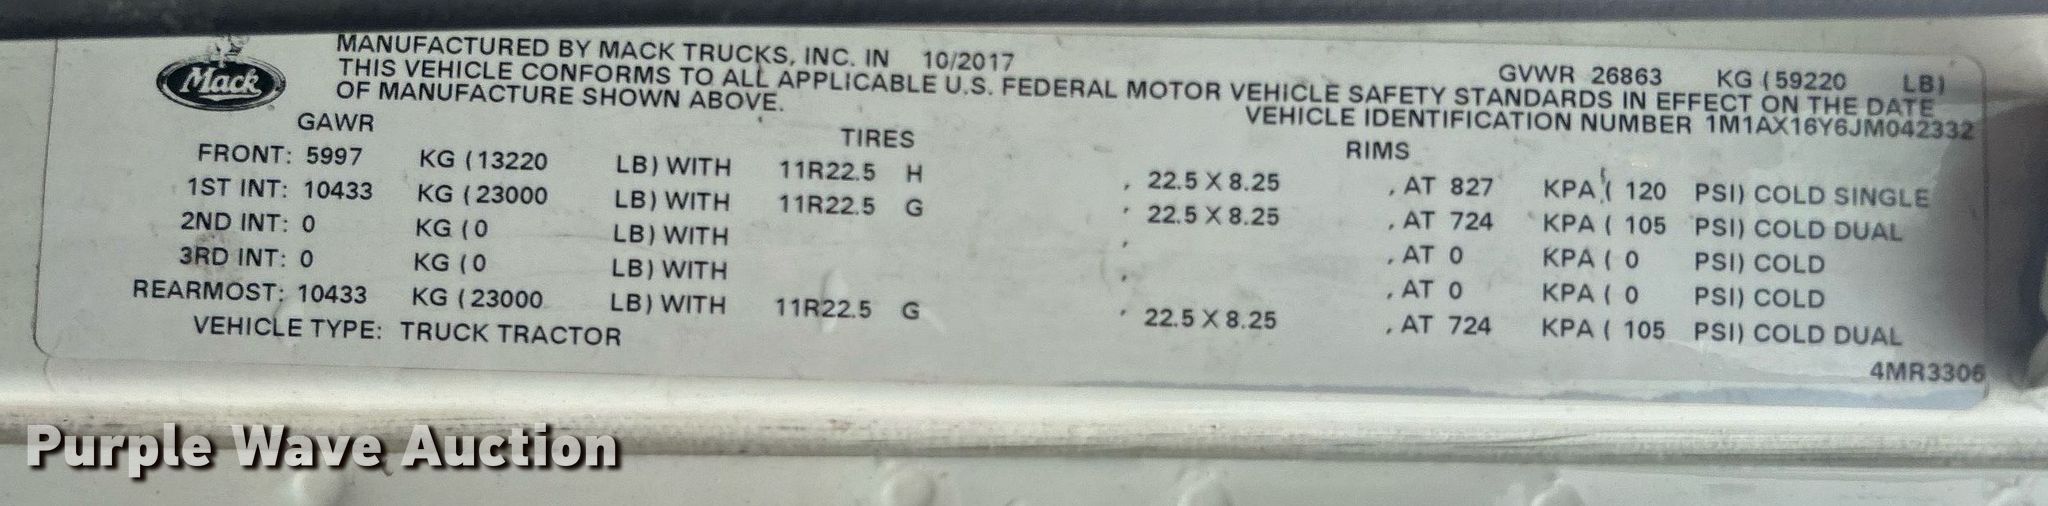 Mack
MANUFACTURED BY MACK TRUCKS, INC. IN 10/2017 GVWR 26863 KG (59220 LB)
THIS VEHICLE CONFORMS TO ALL APPLICABLE U.S. FEDERAL MOTOR VEHICLE SAFETY STANDARDS IN EFFECT ON THE DATE
OF MANUFACTURE SHOWN ABOVE. VEHICLE IDENTIFICATION NUMBER 1M1AX16Y6JM042332
GAWR TIRES RIMS
FRONT: 5997 KG (13220 LB) WITH 11R22.5 H , 22.5 X 8.25 , AT 827 KPA ( 120 PSI) COLD SINGLE
1ST INT: 10433 KG (23000 LB) WITH 11R22.5 G , 22.5 X 8.25 , AT 724 KPA ( 105 PSI) COLD DUAL
2ND INT: 0 KG (0 LB) WITH , , AT 0 KPA ( 0 PSI) COLD
3RD INT: 0 KG (0 LB) WITH , , AT 0 KPA ( 0 PSI) COLD
REARMOST: 10433 KG (23000 LB) WITH 11R22.5 G , 22.5 X 8.25 , AT 724 KPA ( 105 PSI) COLD DUAL
VEHICLE TYPE: TRUCK TRACTOR
4MR3306
Purple Wave Auction